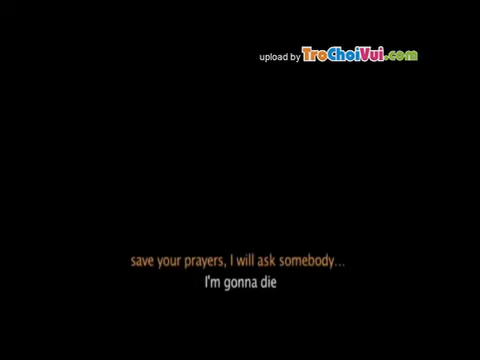 upload by TroChoiVui.com
save your prayers, I will ask somebody...
I'm gonna die